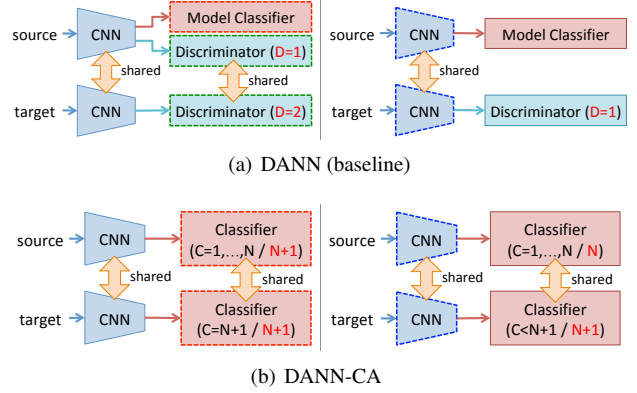 source
CNN
Model Classifier
Discriminator (D=1)
shared
shared
target
CNN
Discriminator (D=2)
source
CNN
Model Classifier
shared
target
CNN
Discriminator (D=1)
(a) DANN (baseline)
source
CNN
Classifier
(C=1,...,N / N+1)
shared
shared
target
CNN
Classifier
(C=N+1 / N+1)
source
CNN
Classifier
(C=1,...,N / N)
shared
shared
target
CNN
Classifier
(C<N+1 / N+1)
(b) DANN-CA